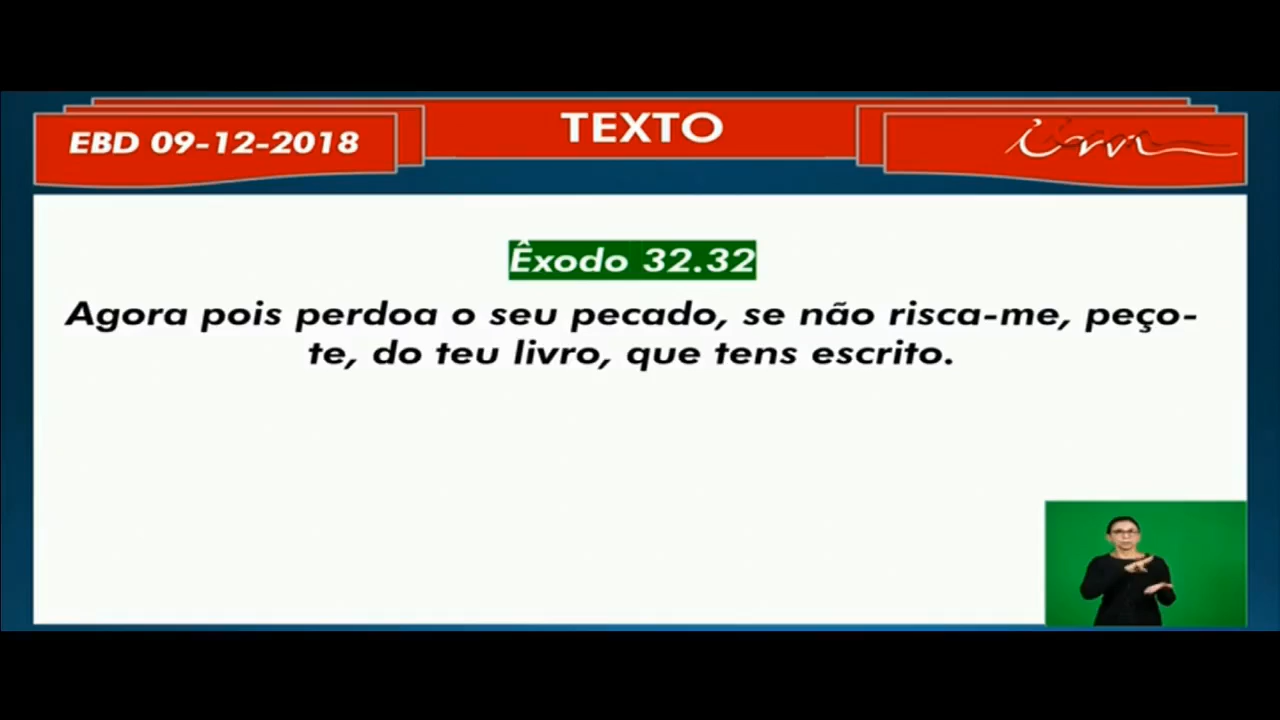 EBD 09-12-2018
TEXTO
Êxodo 32.32
Agora pois perdoa o seu pecado, se não risca-me, peço-
te, do teu livro, que tens escrito.